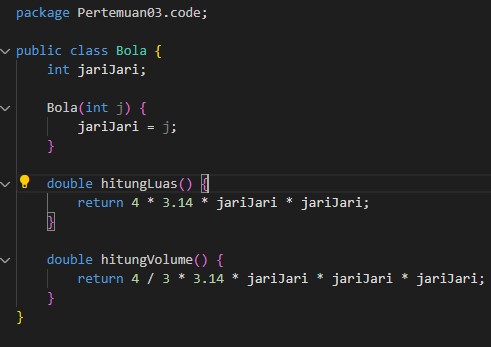 package Pertemuan03.code;
public class Bola {
int jariJari;
Bola(int j) {
jariJari = j;
}
double hitungLuas() {
return 4 * 3.14 * jariJari * jariJari;
}
double hitungVolume() {
return 4 / 3 * 3.14 * jariJari * jariJari * jariJari;
}
}